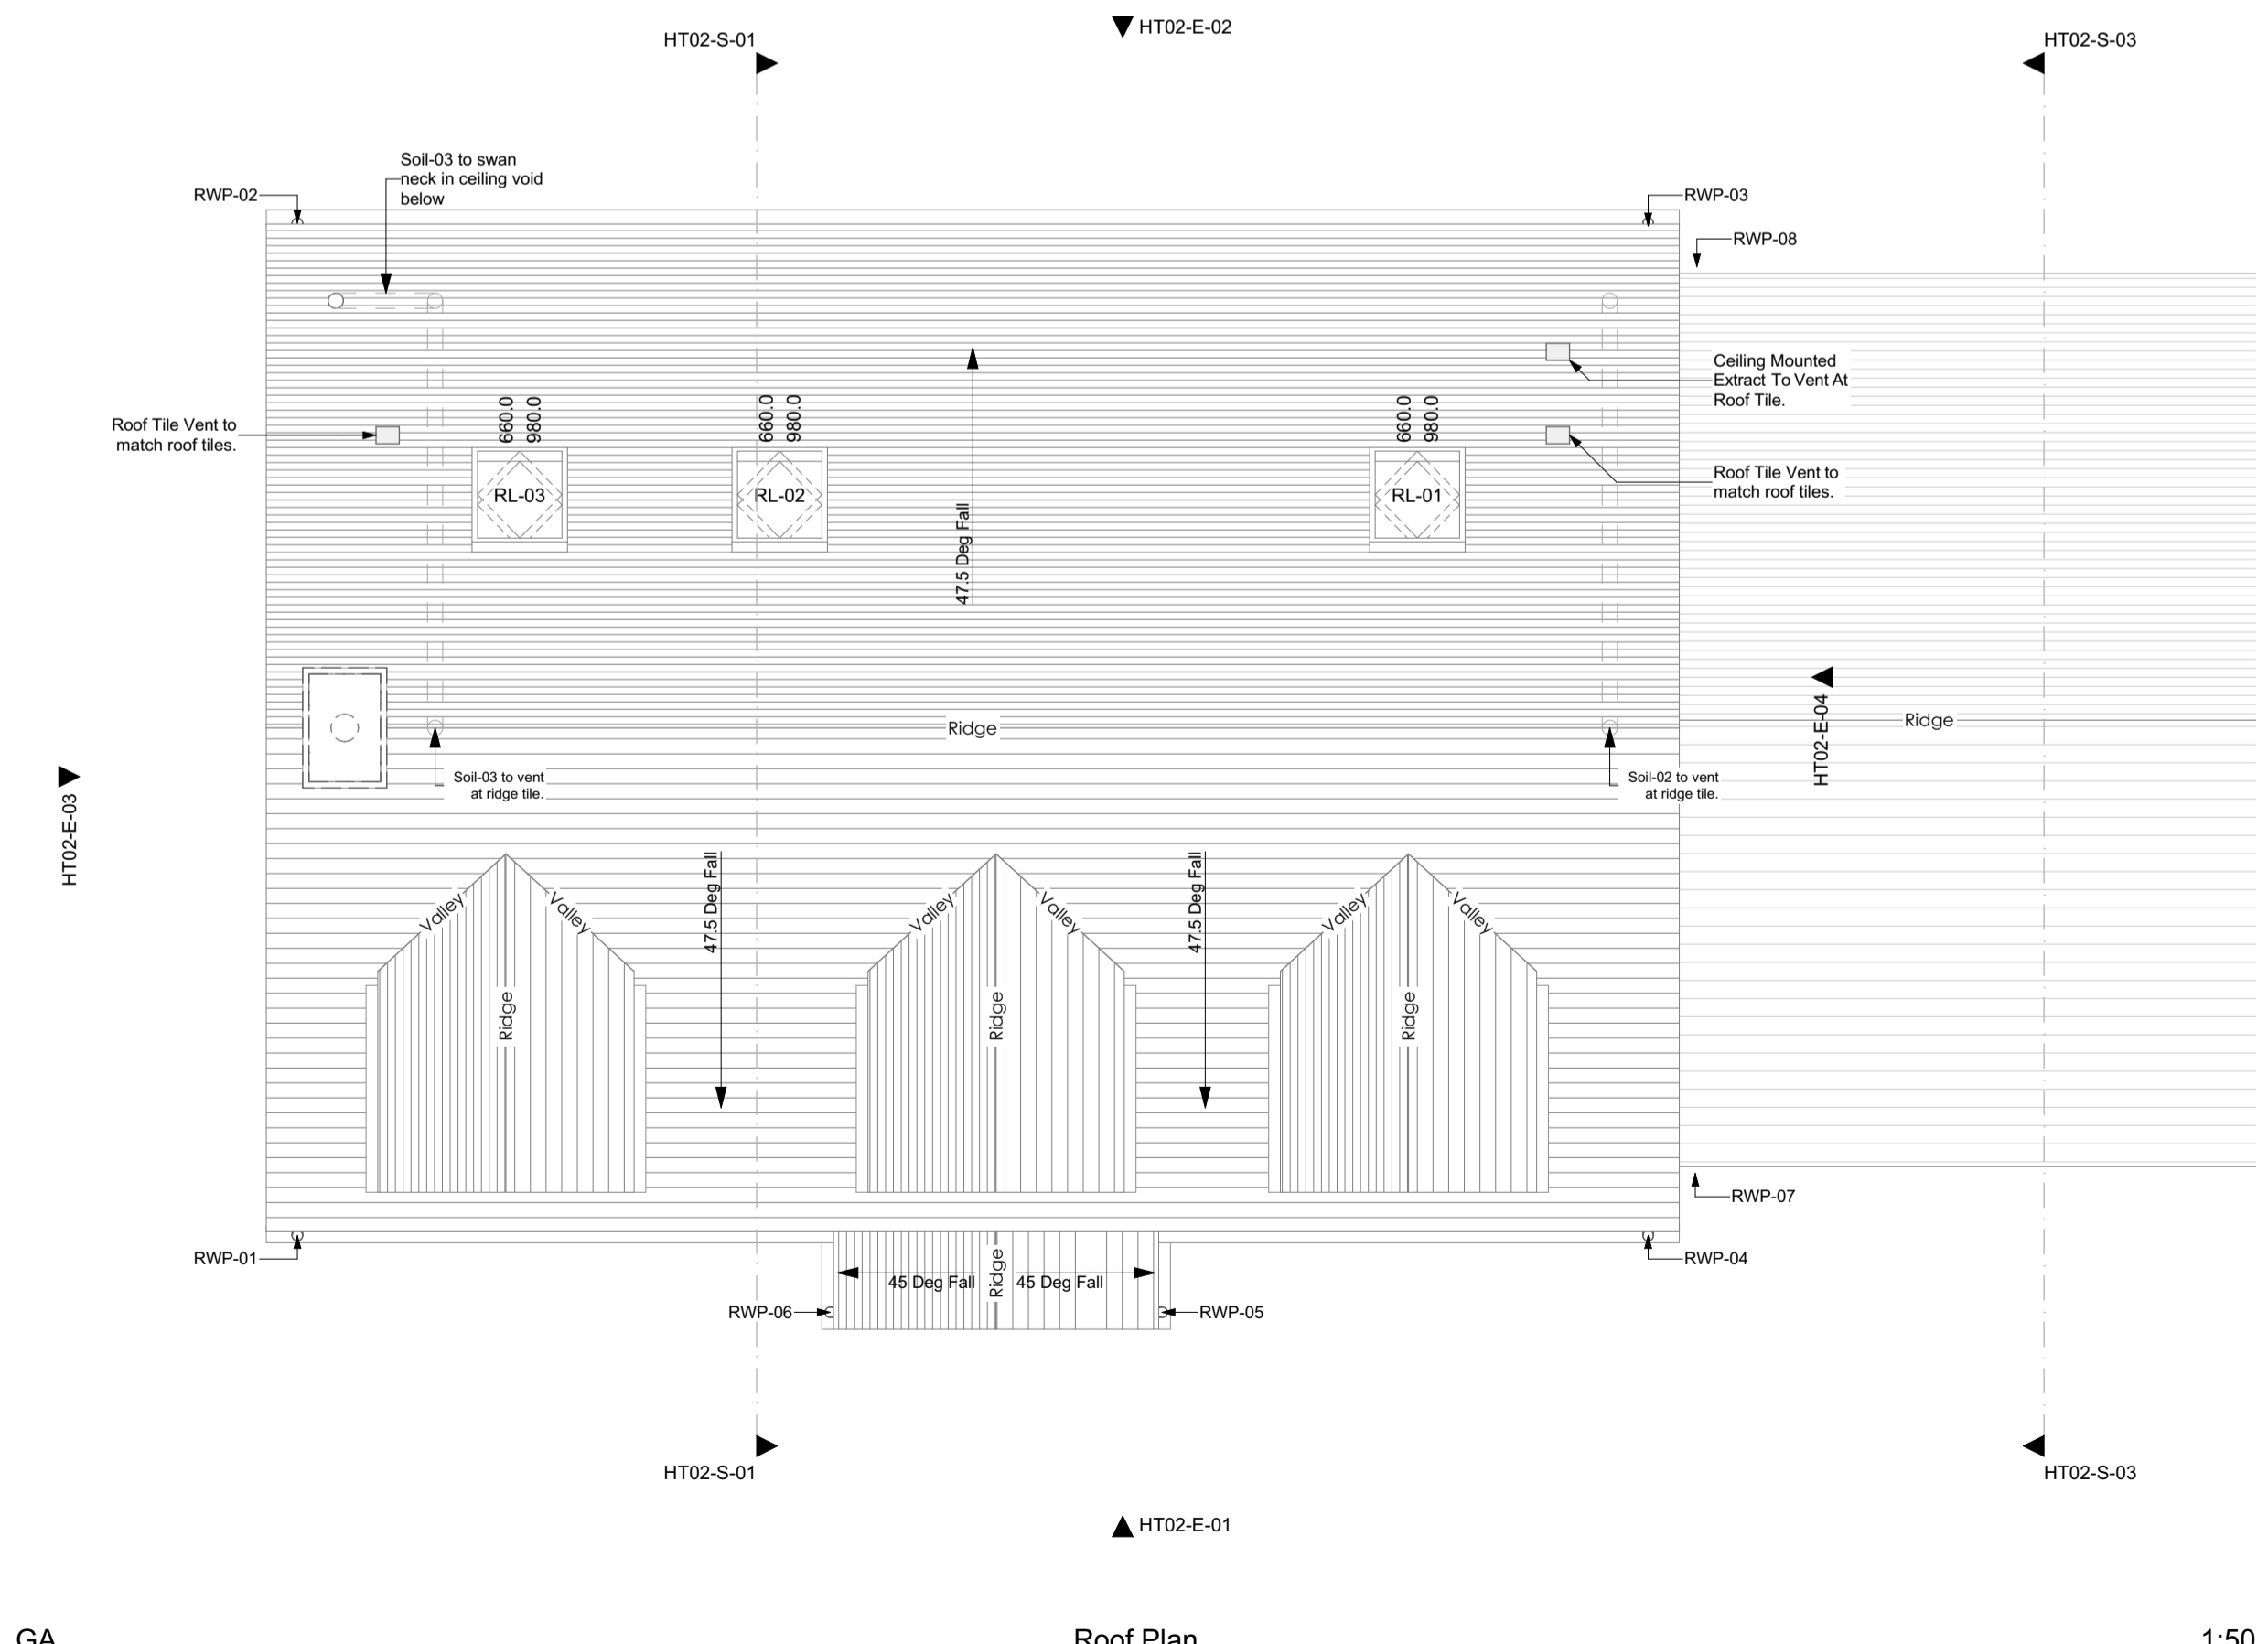 HT02-E-02
HT02-S-01
HT02-S-03
Soil-03 to swan
neck in ceiling void
below
RWP-02
RWP-03
RWP-08
Ceiling Mounted
Extract To Vent At
Roof Tile.
Roof Tile Vent to
match roof tiles.
660.0
980.0
660.0
980.0
660.0
980.0
Roof Tile Vent to
match roof tiles.
RL-03
RL-02
RL-01
47.5 Deg Fall
Ridge
Ridge
HT02-E-04
HT02-E-03
Soil-03 to vent
at ridge tile.
Soil-02 to vent
at ridge tile.
Valley
Valley
47.5 Deg Fall
Valley
Valley
47.5 Deg Fall
Valley
Valley
Ridge
Ridge
Ridge
RWP-07
RWP-01
RWP-04
45 Deg Fall
Ridge
45 Deg Fall
RWP-06
RWP-05
HT02-S-01
HT02-S-03
HT02-E-01
GA
Roof Plan
1:50